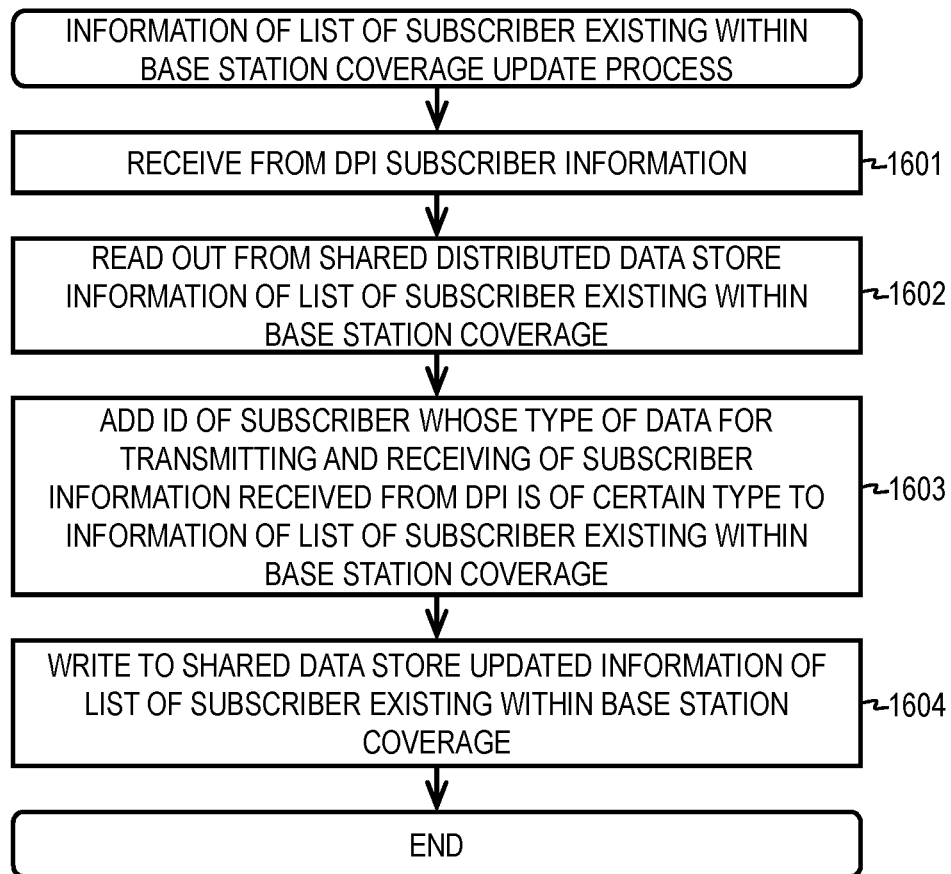 INFORMATION OF LIST OF SUBSCRIBER EXISTING WITHIN
BASE STATION COVERAGE UPDATE PROCESS
RECEIVE FROM DPI SUBSCRIBER INFORMATION
1601
READ OUT FROM SHARED DISTRIBUTED DATA STORE
INFORMATION OF LIST OF SUBSCRIBER EXISTING WITHIN
BASE STATION COVERAGE
1602
ADD ID OF SUBSCRIBER WHOSE TYPE OF DATA FOR
TRANSMITTING AND RECEIVING OF SUBSCRIBER
INFORMATION RECEIVED FROM DPI IS OF CERTAIN TYPE TO
INFORMATION OF LIST OF SUBSCRIBER EXISTING WITHIN
BASE STATION COVERAGE
1603
WRITE TO SHARED DATA STORE UPDATED INFORMATION OF
LIST OF SUBSCRIBER EXISTING WITHIN BASE STATION
COVERAGE
1604
END